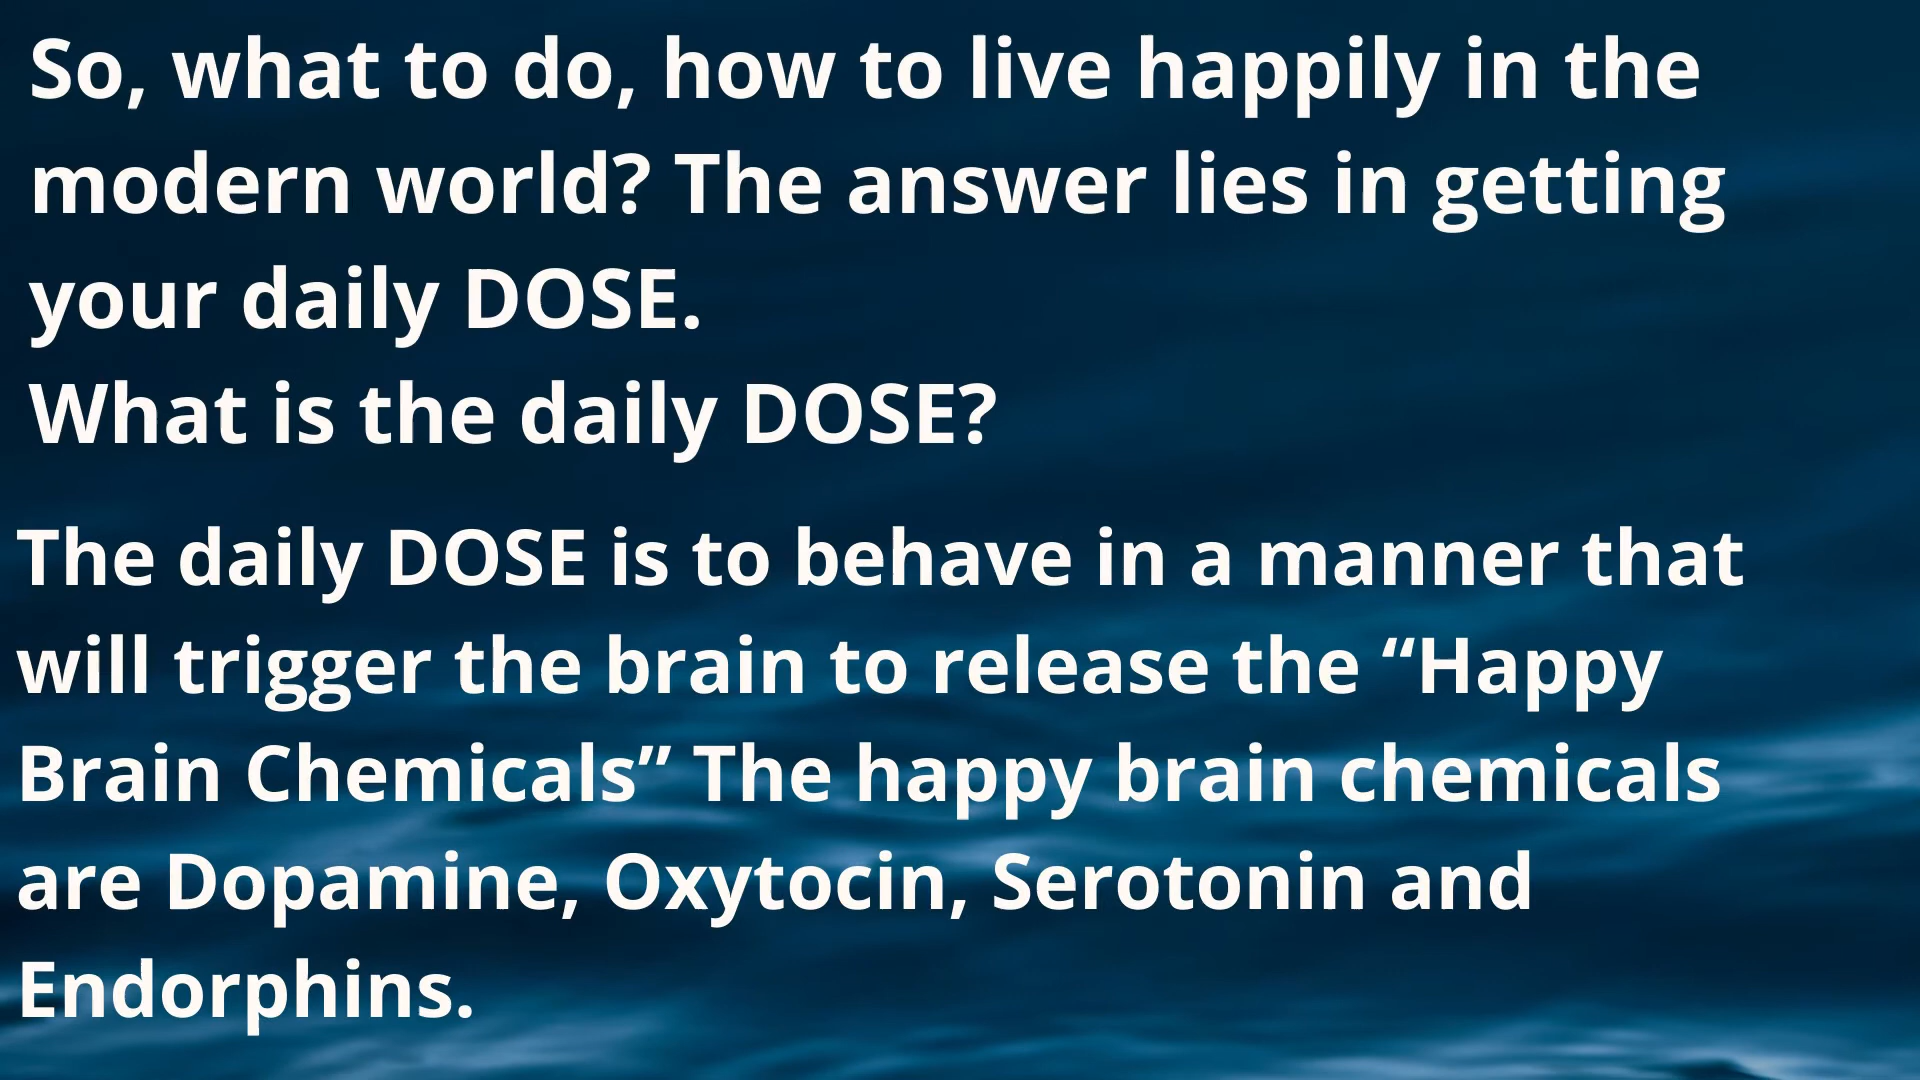 So, what to do, how to live happily in the
modern world? The answer lies in getting
your daily DOSE.
What is the daily DOSE?
The daily DOSE is to behave in a manner that
will trigger the brain to release the “Happy
Brain Chemicals” The happy brain chemicals
are Dopamine, Oxytocin, Serotonin and
Endorphins.